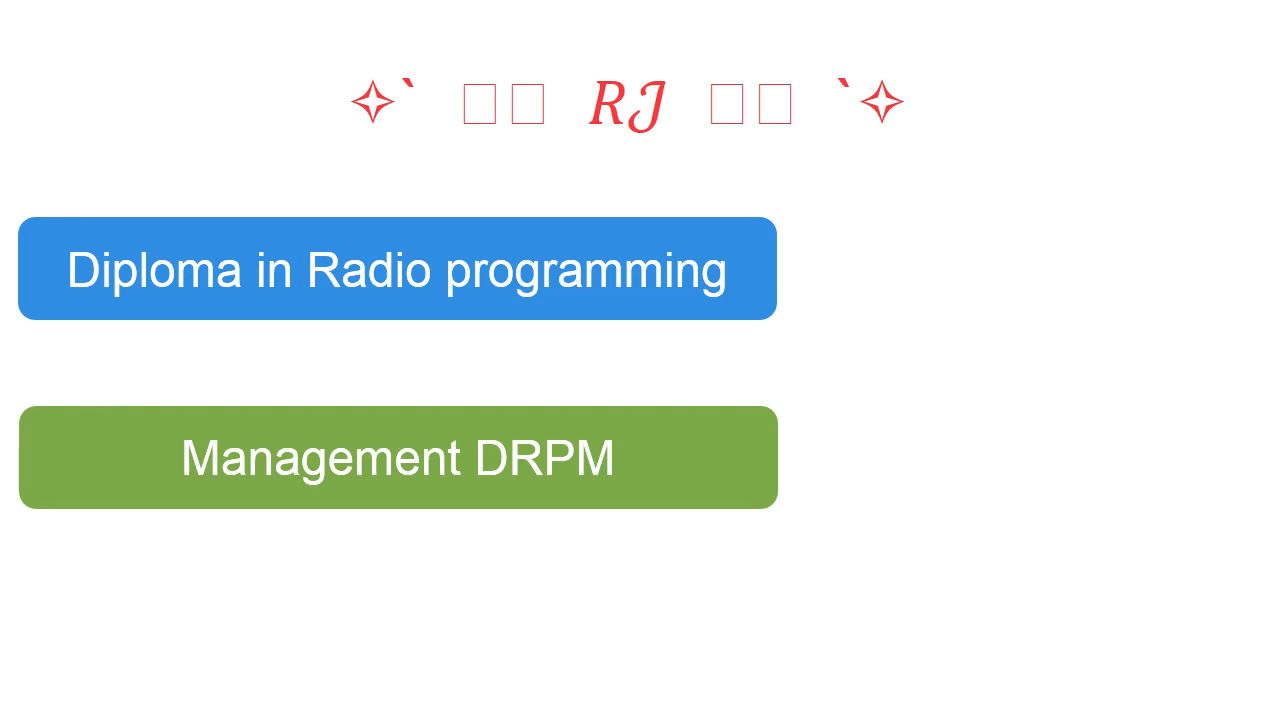 ✧` □□ RJ □□ `✧
Diploma in Radio programming
Management DRPM